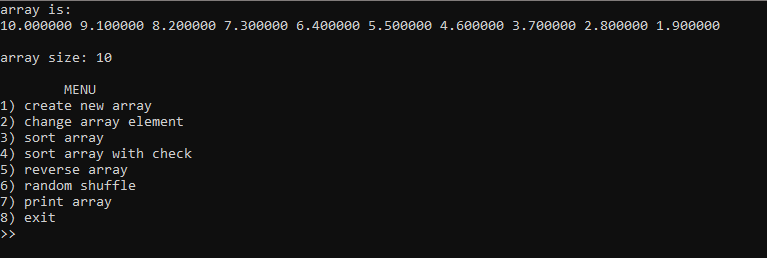 array is:
10.000000 9.100000 8.200000 7.300000 6.400000 5.500000 4.600000 3.700000 2.800000 1.900000
array size: 10
MENU
1) create new array
2) change array element
3) sort array
4) sort array with check
5) reverse array
6) random shuffle
7) print array
8) exit
>>